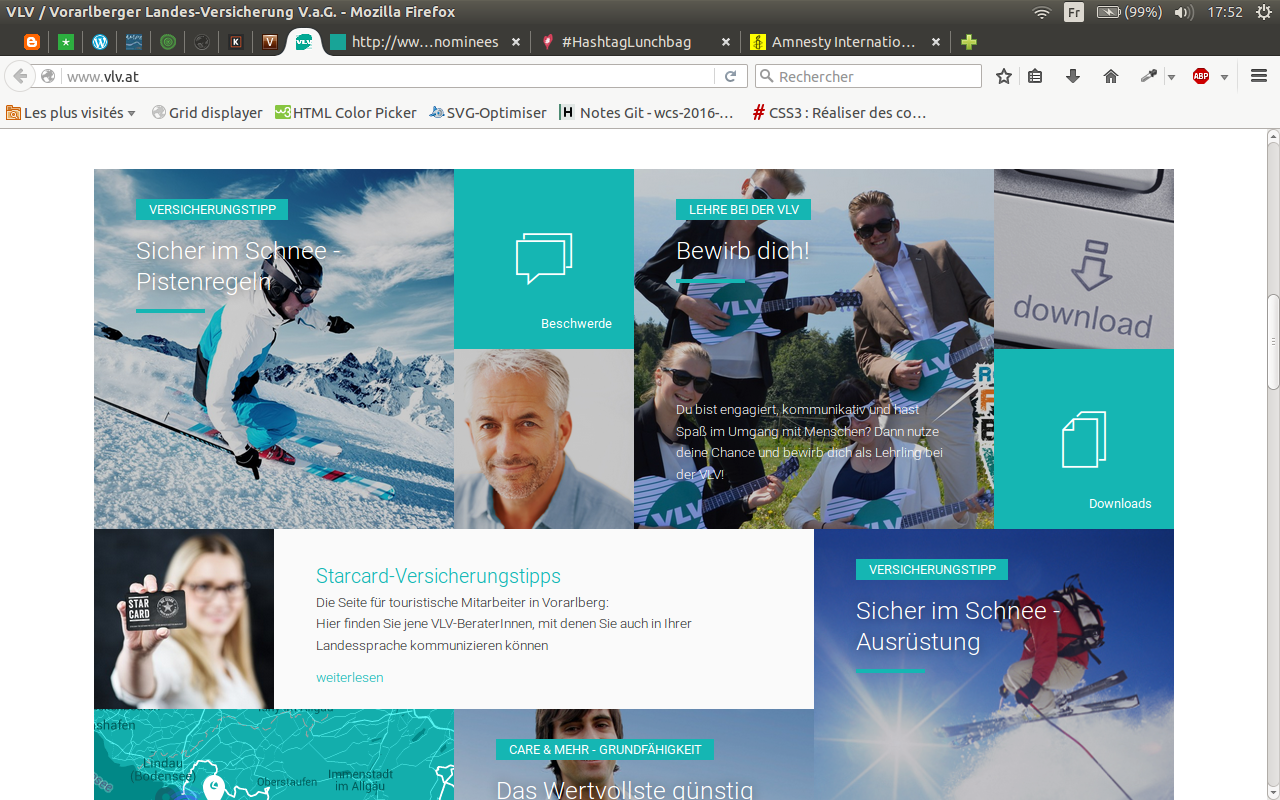 VLV / Vorarlberger Landes-Versicherung V.a.G. - Mozilla Firefox
Fr
(99%)
17:52
K
V
VLV
http://ww…nominees
#HashtagLunchbag
Amnesty Internatio…
www.vlv.at
Rechercher
ABP
Les plus visités
Grid displayer
HTML Color Picker
SVG-Optimiser
H
Notes Git - wcs-2016-…
CSS3 : Réaliser des co…
VERSICHERUNGSTIPP
Sicher im Schnee -
Pistenregeln
Beschwerde
LEHRE BEI DER VLV
Bewirb dich!
VLV
VLV
VLV
VLV
Du bist engagiert, kommunikativ und hast
Spaß im Umgang mit Menschen? Dann nutze
deine Chance und bewirb dich als Lehrling bei
der VLV!
download
Downloads
STAR
CARD
Starcard-Versicherungstipps
Die Seite für touristische Mitarbeiter in Vorarlberg:
Hier finden Sie jene VLV-BeraterInnen, mit denen Sie auch in Ihrer
Landessprache kommunizieren können
weiterlesen
VERSICHERUNGSTIPP
Sicher im Schnee -
Ausrüstung
Lindau
(Bodensee)
Oberstaufen
Immenstadt
im Allgäu
CARE & MEHR - GRUNDFÄHIGKEIT
Das Wertvollste günstig